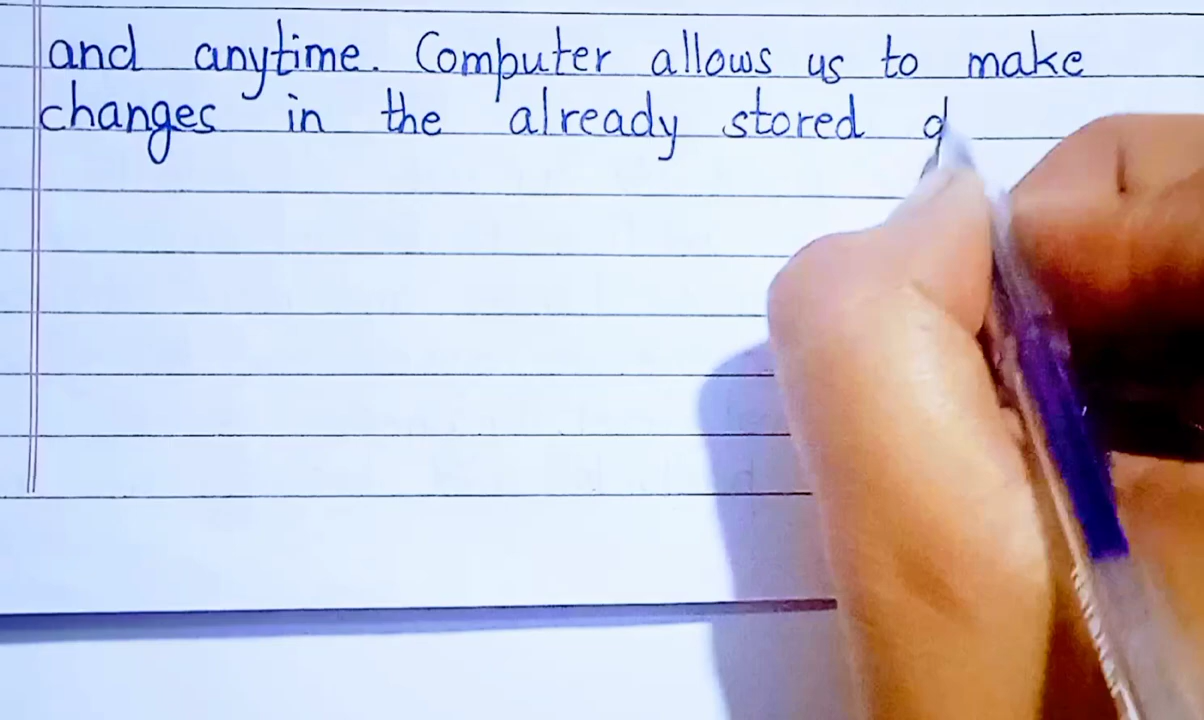 and anytime. Computer allows us to make
changes in the already stored d